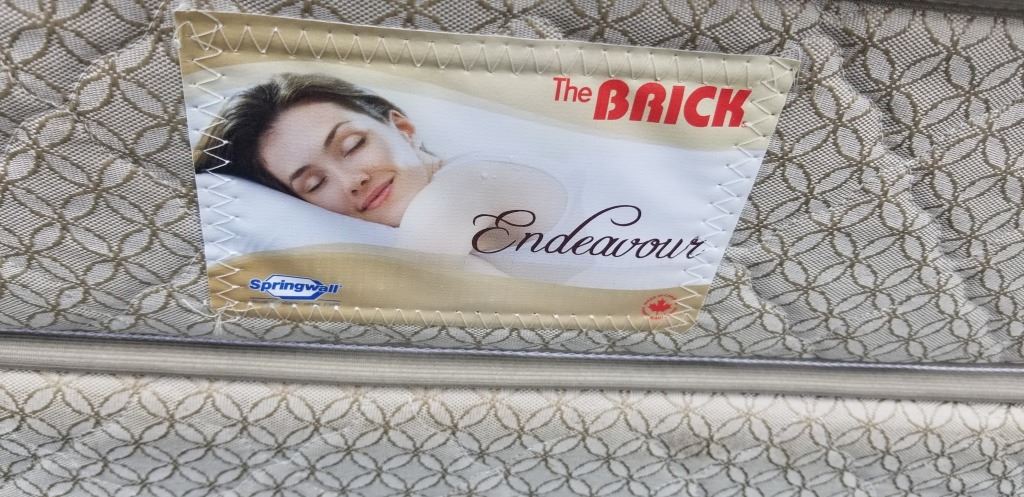 The BRICK
Endeavour
Springwall